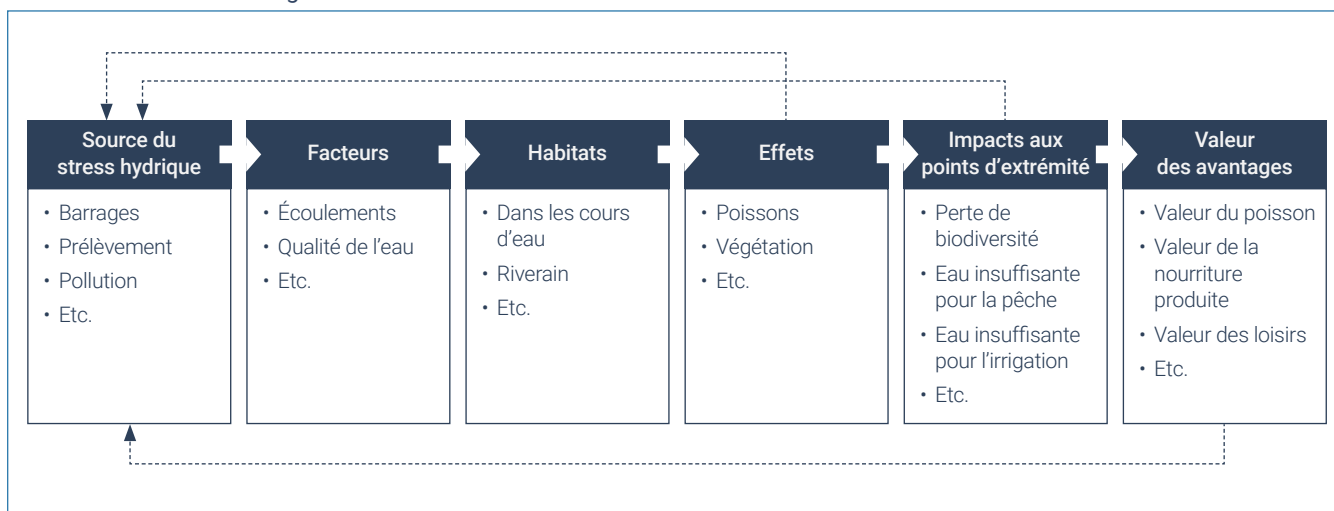 Source du
stress hydrique
Facteurs
Habitats
Effets
Impacts aux
points d’extrémité
Valeur
des avantages
• Barrages
• Prélèvement
• Pollution
• Etc.
• Écoulements
• Qualité de l’eau
• Etc.
• Dans les cours
d’eau
• Riverain
• Etc.
• Poissons
• Végétation
• Etc.
• Perte de
biodiversité
• Eau insuffisante
pour la pêche
• Eau insuffisante
pour l’irrigation
• Etc.
• Valeur du poisson
• Valeur de la
nourriture
produite
• Valeur des loisirs
• Etc.